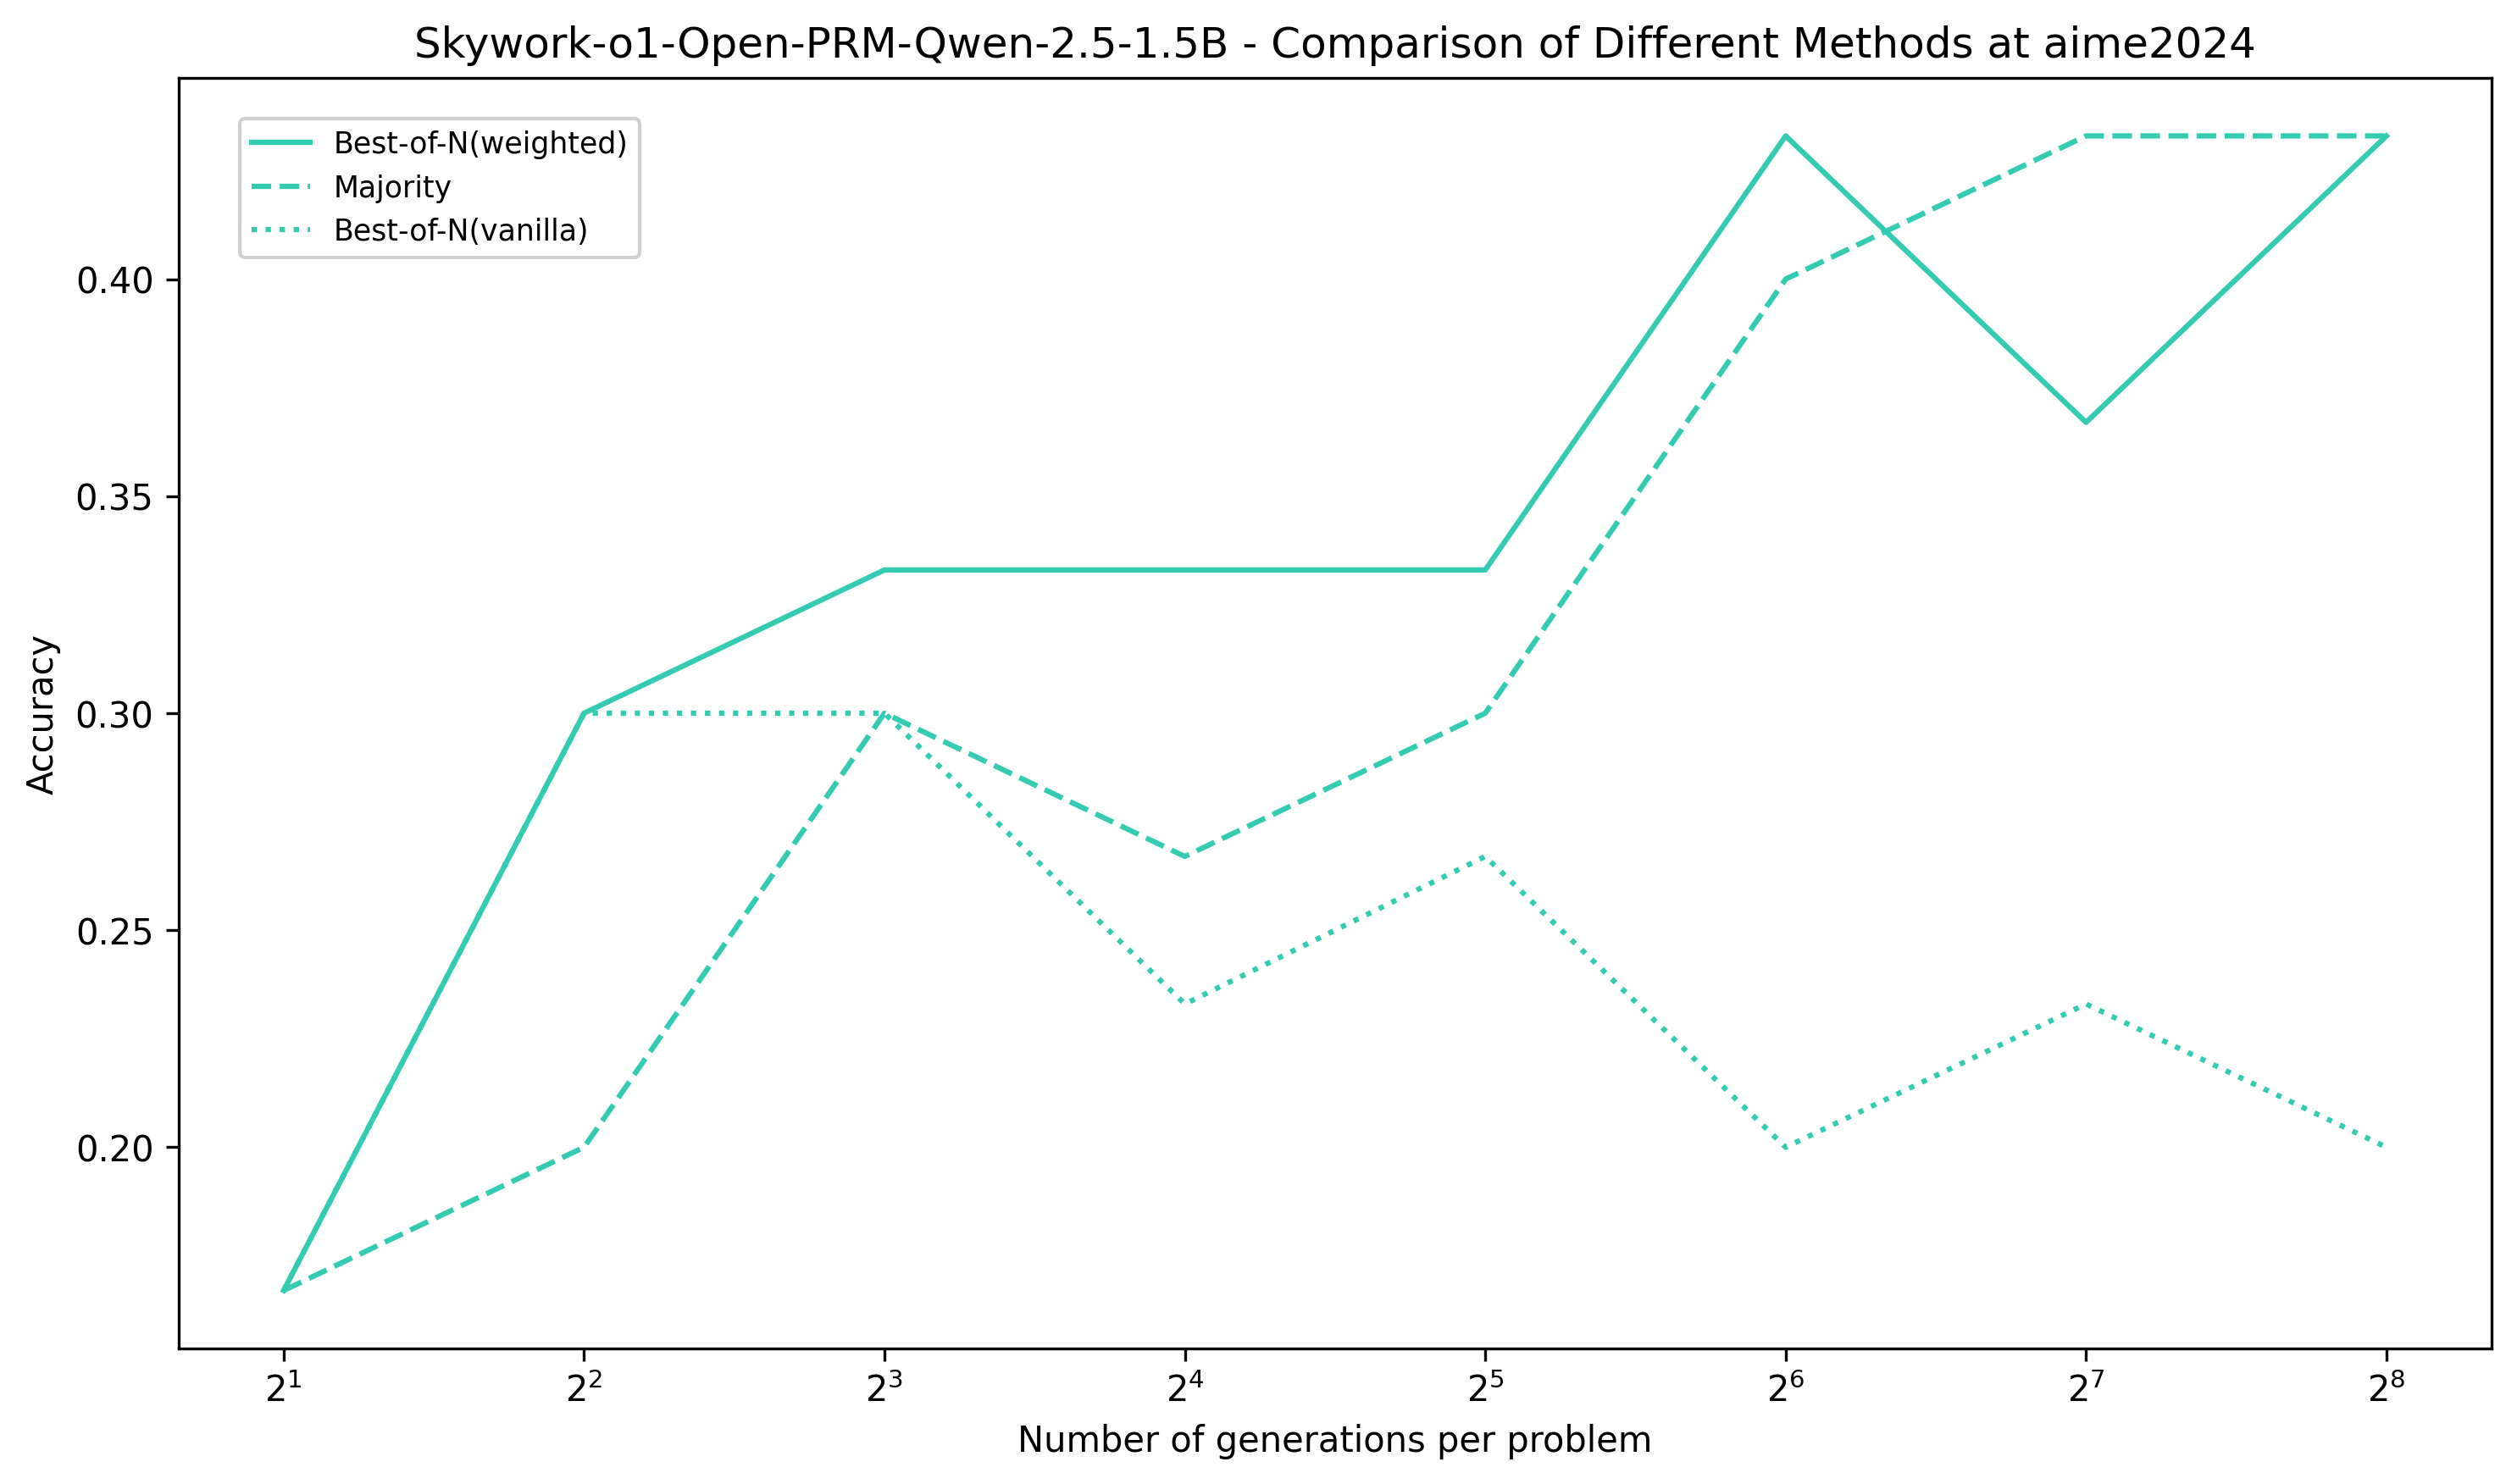 Skywork-o1-Open-PRM-Qwen-2.5-1.5B - Comparison of Different Methods at aime2024
Best-of-N(weighted)
Majority
Best-of-N(vanilla)
0.40
0.35
0.30
0.25
0.20
Accuracy
2¹ 2² 2³ 2⁴ 2⁵ 2⁶ 2⁷ 2⁸
Number of generations per problem